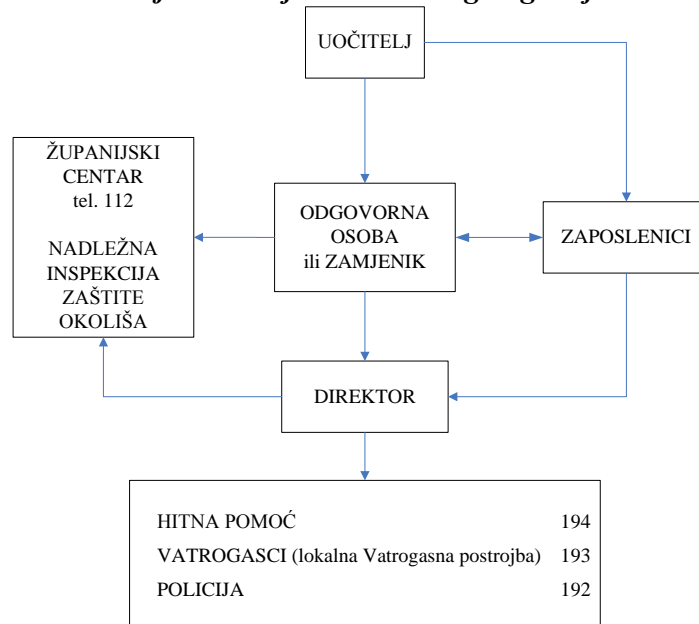 UOČITELJ
ŽUPANIJSKI
CENTAR
tel. 112
NADLEŽNA
INSPEKCIJA
ZAŠTITE
OKOLIŠA
ODGOVORNA
OSOBA
ili ZAMJENIK
ZAPOSLENICI
DIREKTOR
HITNA POMOĆ 194
VATROGASCI (lokalna Vatrogasna postrojba) 193
POLICIJA 192